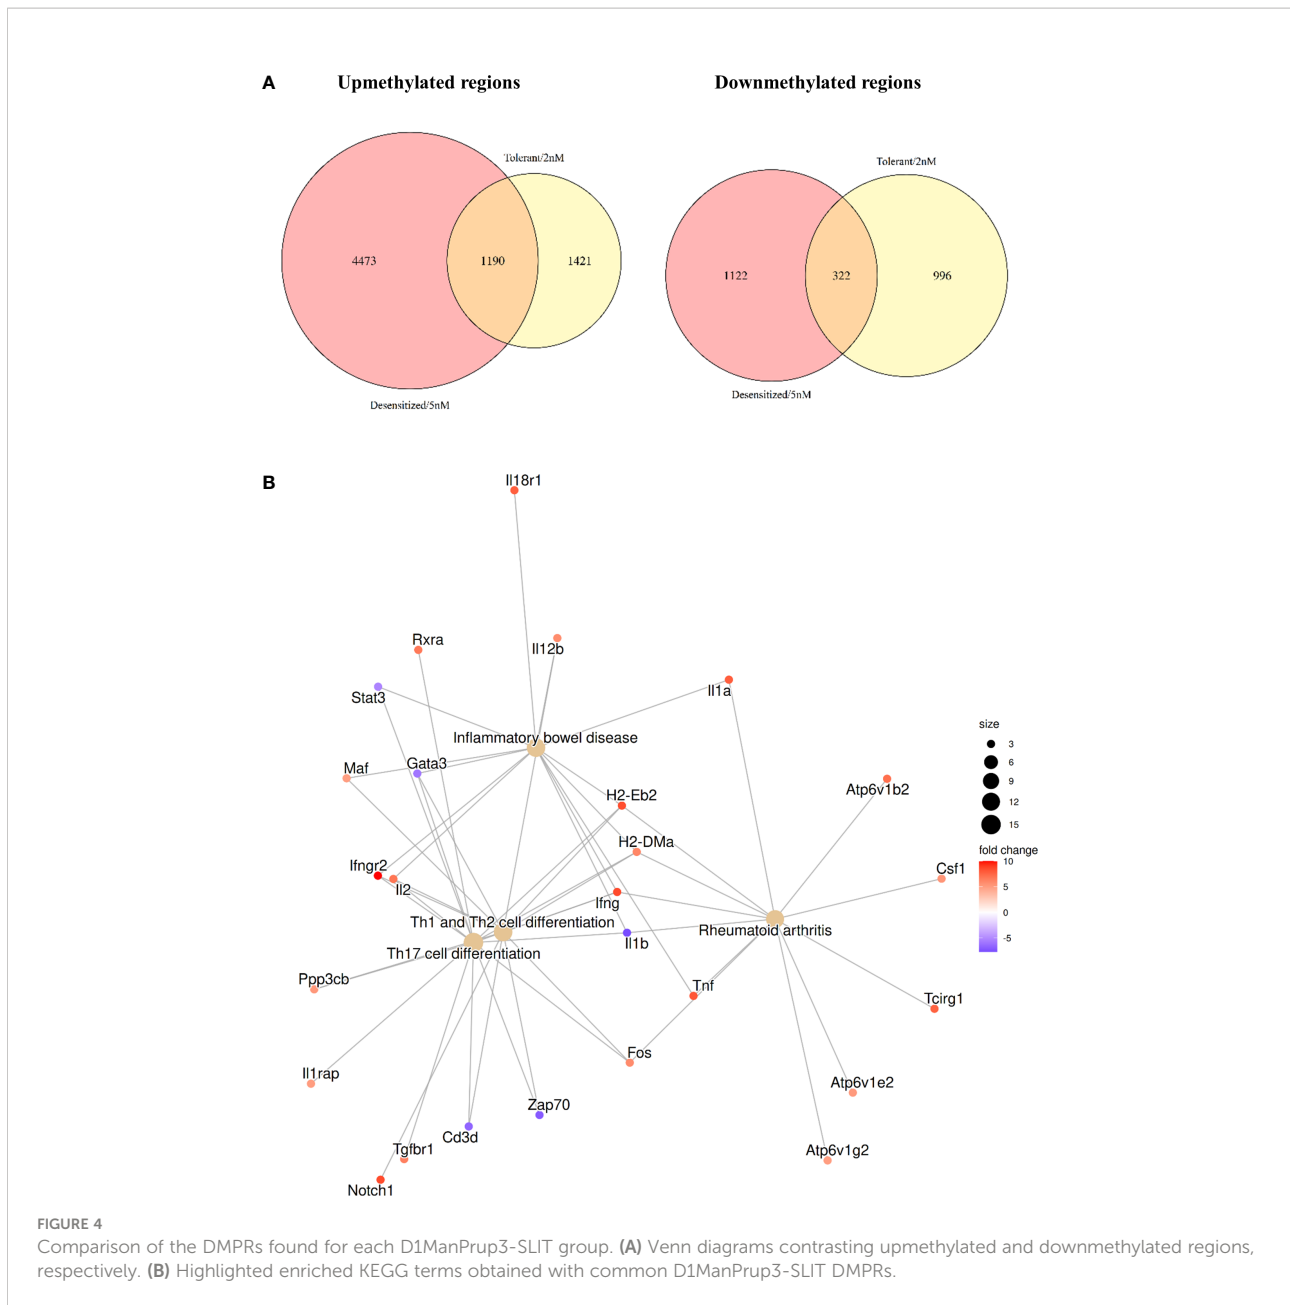 A
Upmethylated regions
Downmethylated regions
Tolerant/2nM
Tolerant/2nM
4473
1190
1421
1122
322
996
Desensitized/5nM
Desensitized/5nM
B
Il18r1
Rxra
Il12b
Stat3
Il1a
Inflammatory bowel disease
Maf
Gata3
H2-Eb2
Atp6v1b2
H2-DMa
Ifngr2
Il2
Csf1
Ifng
Th1 and Th2 cell differentiation
Rheumatoid arthritis
Il1b
Th17 cell differentiation
Ppp3cb
Tnf
Tcirg1
Fos
Il1rap
Atp6v1e2
Zap70
Cd3d
Tgfbr1
Atp6v1g2
Notch1
size
3
6
9
12
15
fold change
10
5
0
-5
FIGURE 4
Comparison of the DMPRs found for each D1ManPrup3-SLIT group. (A) Venn diagrams contrasting upmethylated and downmethylated regions,
respectively. (B) Highlighted enriched KEGG terms obtained with common D1ManPrup3-SLIT DMPRs.